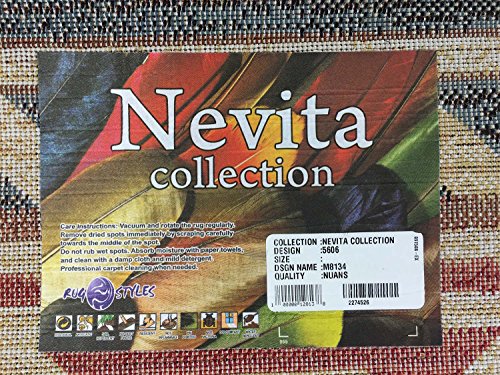 Nevita
collection
Care Instructions: Vacuum and rotate the rug regularly.
Remove dried spots immediately by scraping carefully
towards the middle of the spot.
Do not rub wet spots. Absorb moisture with paper towels,
and clean with a damp cloth and mild detergent
Professional carpet cleaning when needed.
RUG STYLES
COLLECTION :NEVITA COLLECTION
DESIGN :5606
SIZE :
DSGN NAME :M8134
QUALITY :NUANS
2274526